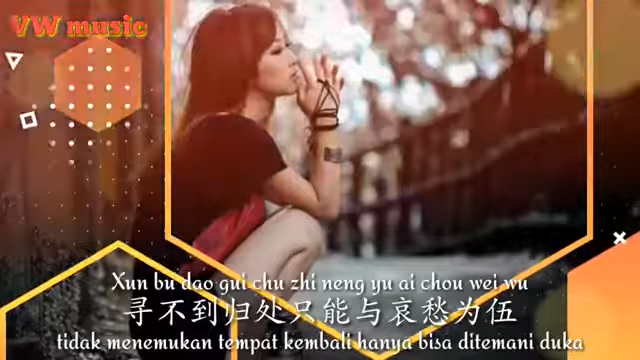 VW music
Xun bu dao gui chu zhi neng yu ai chou wei wu
寻不到归处只能与哀愁为伍
tidak menemukan tempat kembali hanya bisa ditemani duka